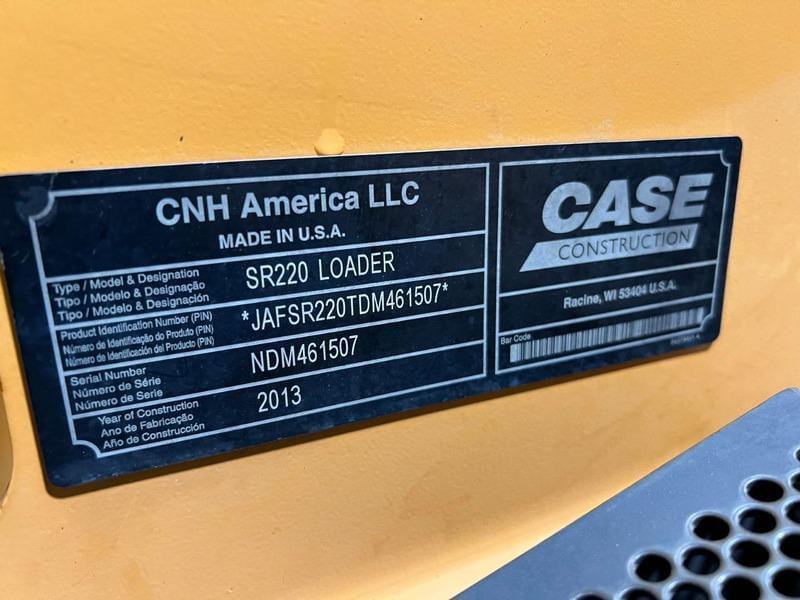 CNH America LLC
MADE IN U.S.A.
Type / Model & Designation
Tipo / Modelo & Designação
Tipo / Modelo & Designación
SR220 LOADER
Product Identification Number (PIN)
Número de Identificação do Produto (PIN)
Número de Identificación del Producto (PIN)
*JAFSR220TDM461507*
Serial Number
Número de Série
Número de Serie
NDM461507
Year of Construction
Ano de Fabricação
Año de Construcción
2013
CASE
CONSTRUCTION
Racine, WI 53404 U.S.A.
Bar Code